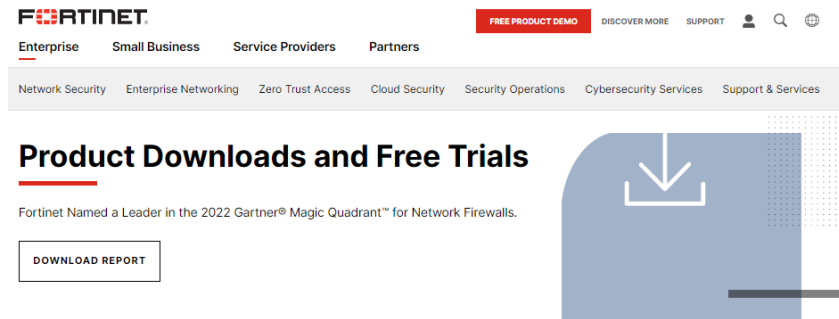 FORTINET
FREE PRODUCT DEMO DISCOVER MORE SUPPORT
Enterprise Small Business Service Providers Partners
Network Security Enterprise Networking Zero Trust Access Cloud Security Security Operations Cybersecurity Services Support & Services
Product Downloads and Free Trials
Fortinet Named a Leader in the 2022 Gartner® Magic Quadrant™ for Network Firewalls.
DOWNLOAD REPORT